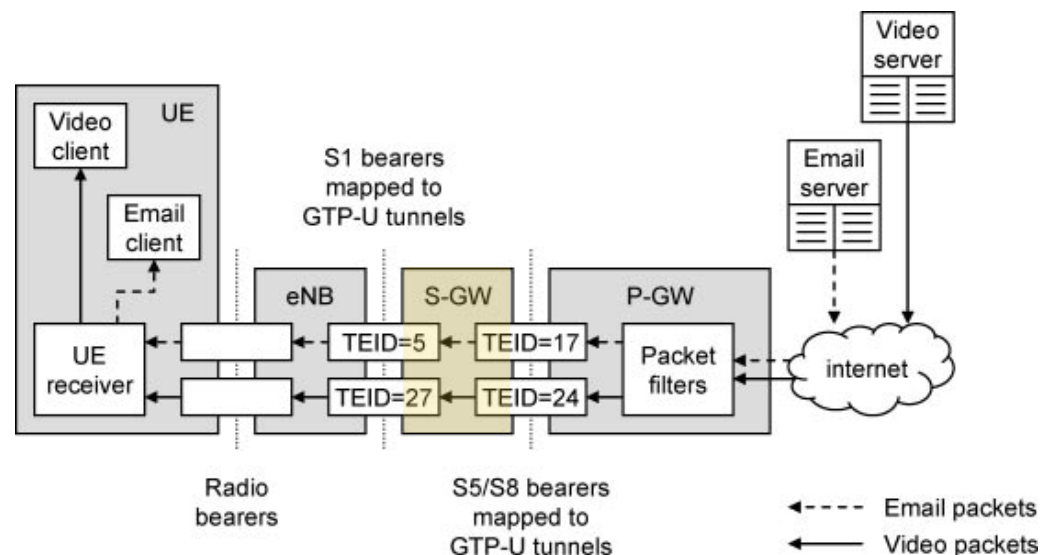 Video
server
UE
Video
client
Email
server
S1 bearers
mapped to
GTP-U tunnels
Email
client
eNB
S-GW
P-GW
TEID=5
TEID=17
UE
receiver
Packet
filters
internet
TEID=27
TEID=24
Radio
bearers
S5/S8 bearers
mapped to
GTP-U tunnels
Email packets
Video packets